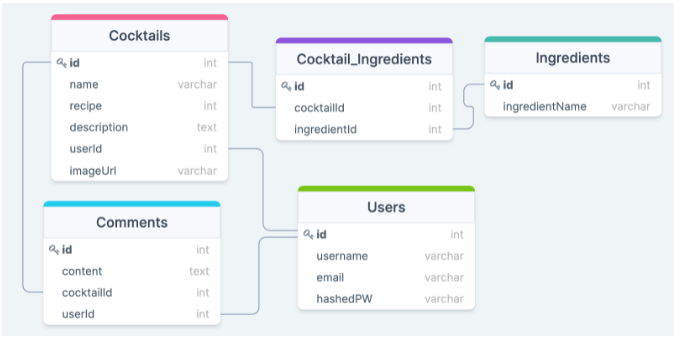 Cocktails
id int
name varchar
recipe int
description text
userId int
imageUrl varchar
Cocktail_Ingredients
id int
cocktailId int
ingredientId int
Ingredients
id int
ingredientName varchar
Comments
id int
content text
cocktailId int
userId int
Users
id int
username varchar
email varchar
hashedPW varchar